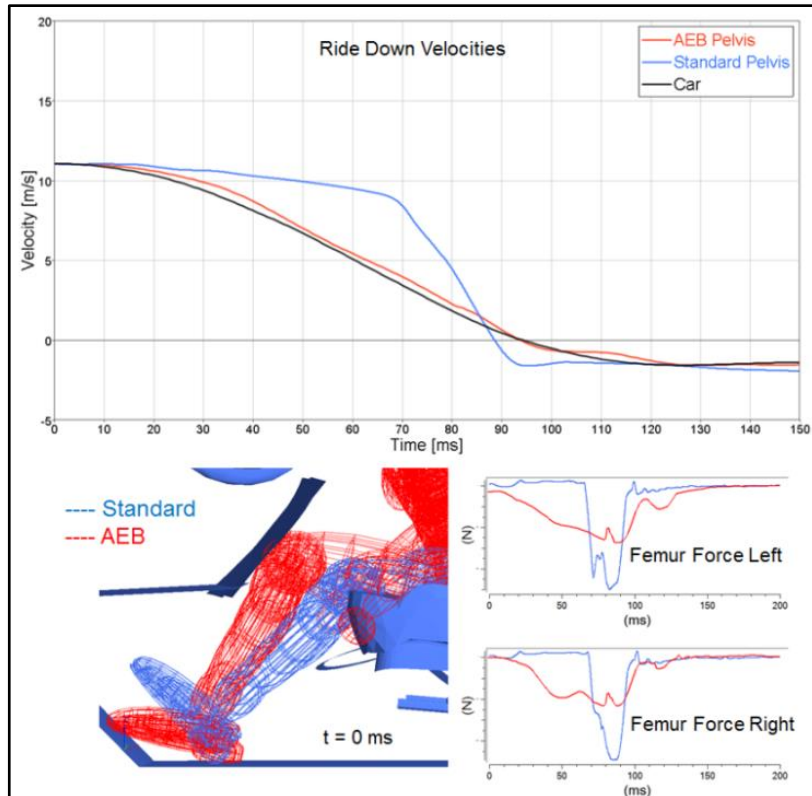 Ride Down Velocities
AEB Pelvis
Standard Pelvis
Car
20
15
10
5
0
-5
Velocity [m/s]
0 10 20 30 40 50 60 70 80 90 100 110 120 130 140 150
Time [ms]
---- Standard
---- AEB
t = 0 ms
(N)
Femur Force Left
0 50 100 150 200
(ms)
(N)
Femur Force Right
0 50 100 150 200
(ms)